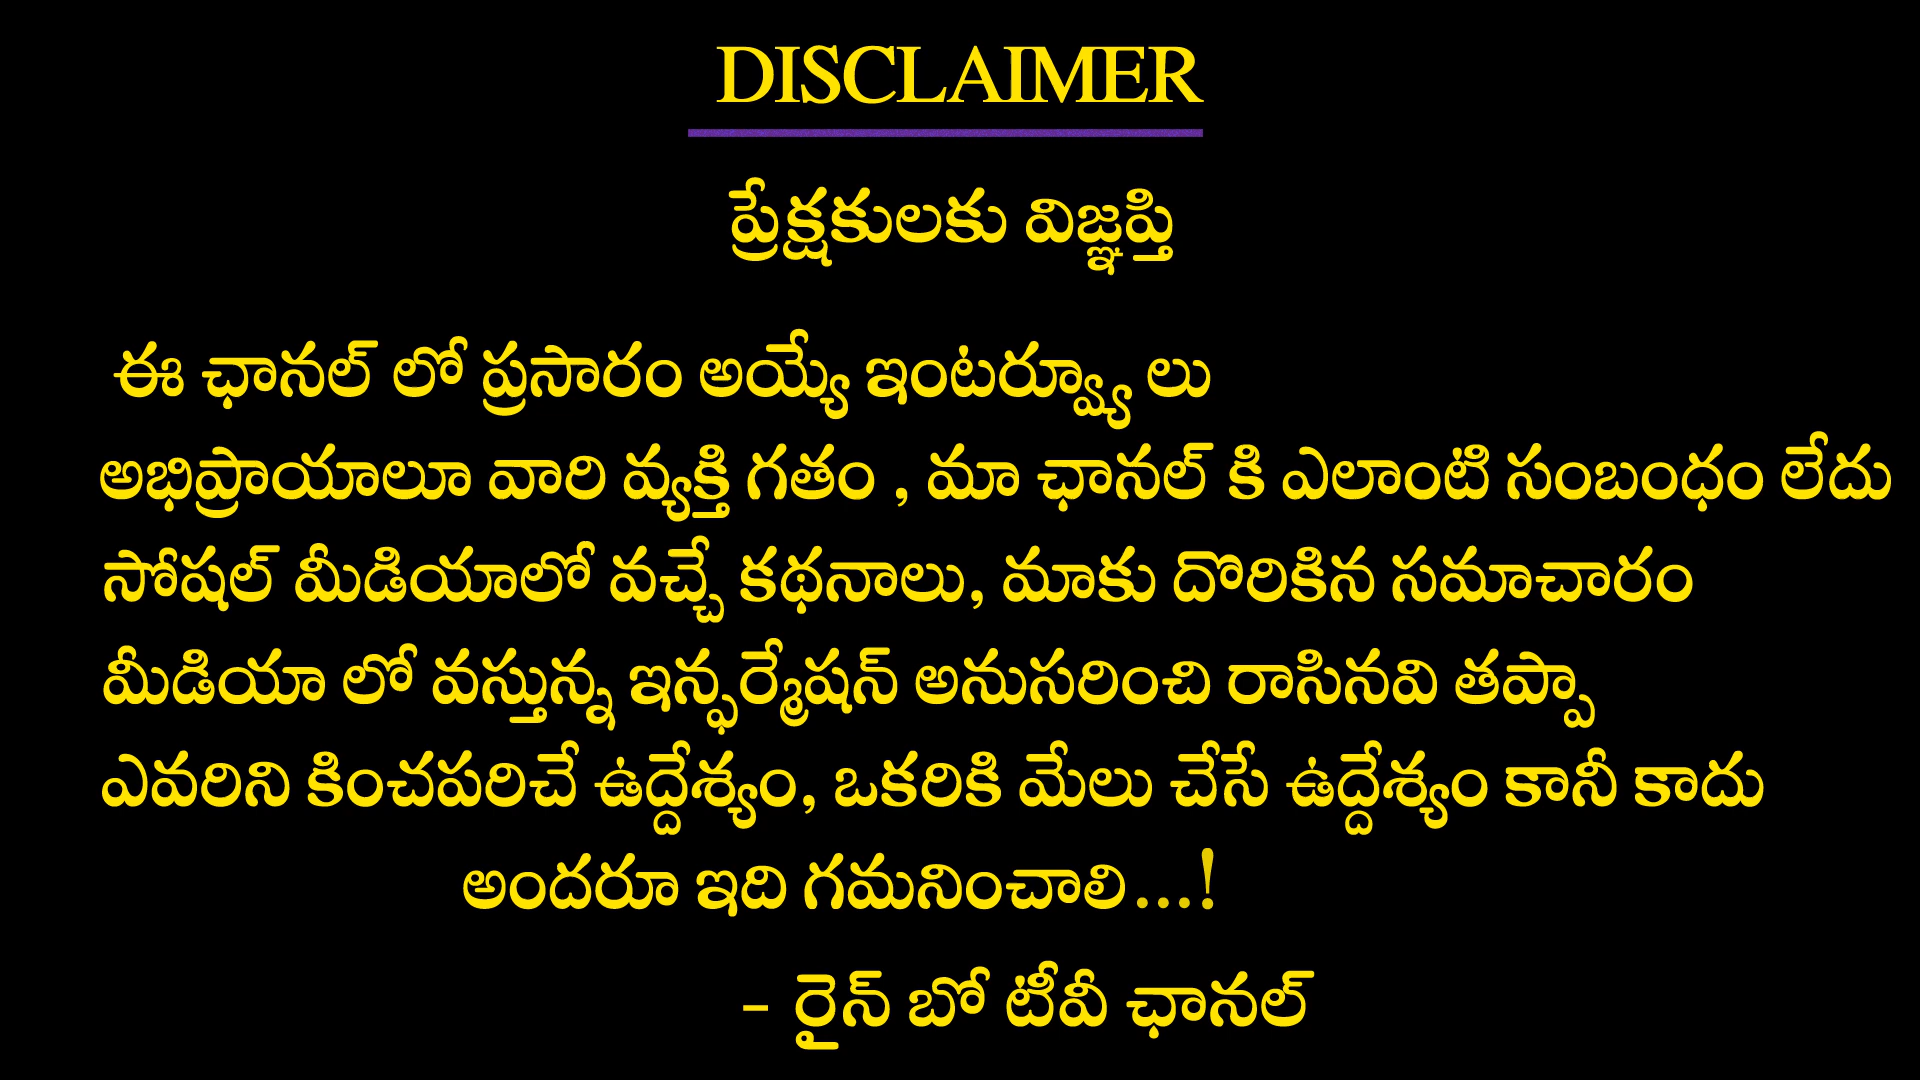 DISCLAIMER
ప్రేక్షకులకు విజ్ఞప్తి
ఈ ఛానల్ లో ప్రసారం అయ్యే ఇంటర్వ్యూ లు
అభిప్రాయాలూ వారి వ్యక్తి గతం , మా ఛానల్ కి ఎలాంటి సంబంధం లేదు
సోషల్ మీడియాలో వచ్చే కథనాలు, మాకు దొరికిన సమాచారం
మీడియా లో వస్తున్న ఇన్ఫర్మేషన్ అనుసరించి రాసినవి తప్పా
ఎవరిని కించపరిచే ఉద్దేశ్యం, ఒకరికి మేలు చేసే ఉద్దేశ్యం కానీ కాదు
అందరూ ఇది గమనించాలి...!
- రైన్ బో టీవీ ఛానల్